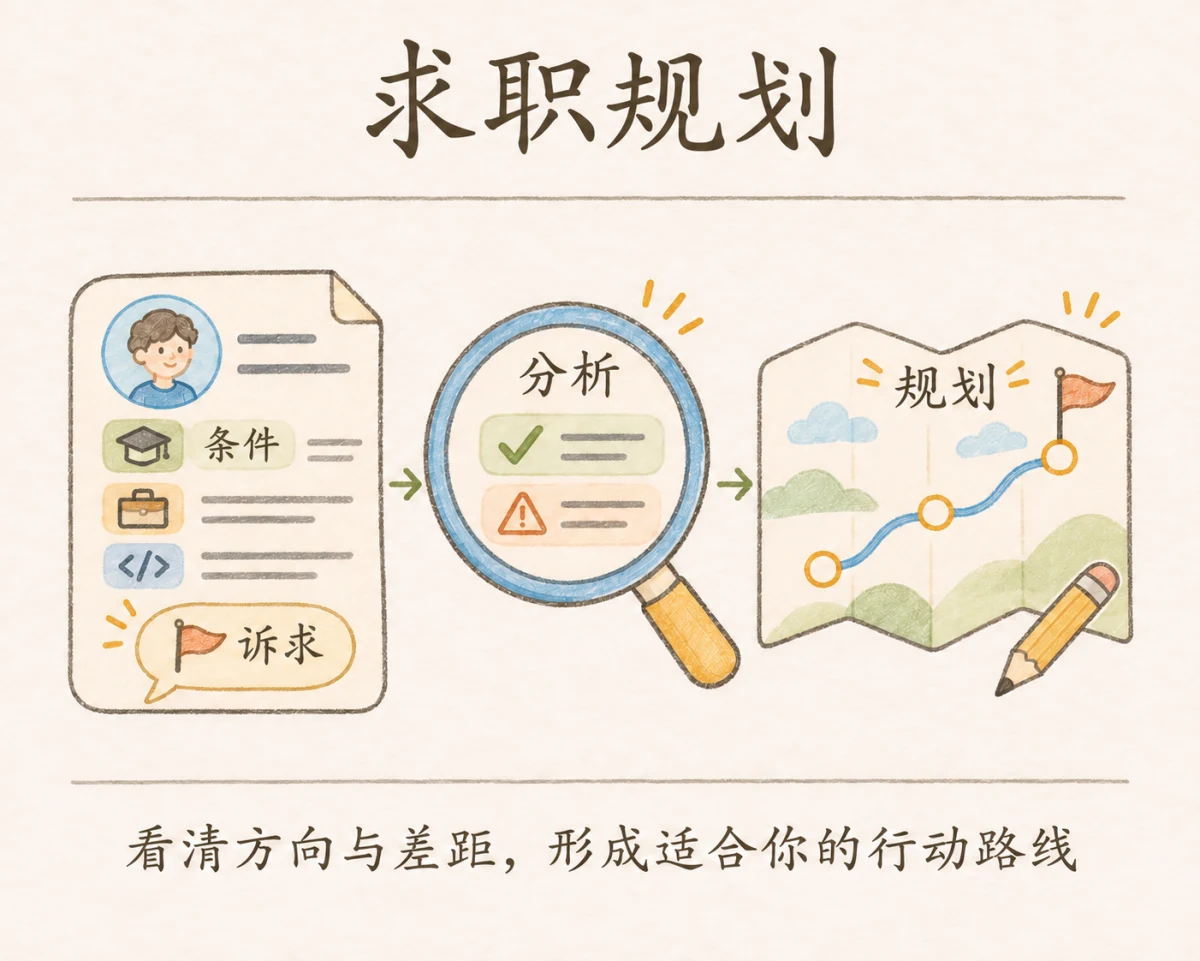 求职规划
条件
</>
诉求
分析
规划
看清方向与差距，形成适合你的行动路线